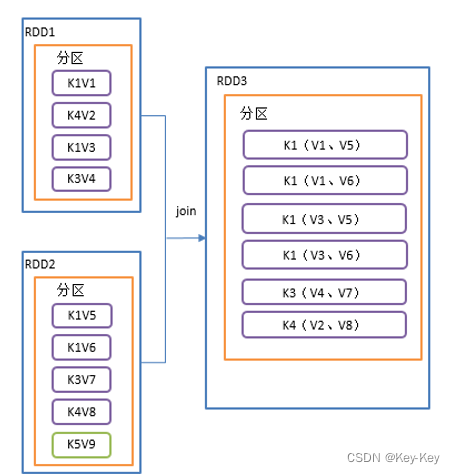 RDD1
分区
K1V1
K4V2
K1V3
K3V4
join
RDD2
分区
K1V5
K1V6
K3V7
K4V8
K5V9
RDD3
分区
K1（V1、V5）
K1（V1、V6）
K1（V3、V5）
K1（V3、V6）
K3（V4、V7）
K4（V2、V8）
CSDN @Key-Key